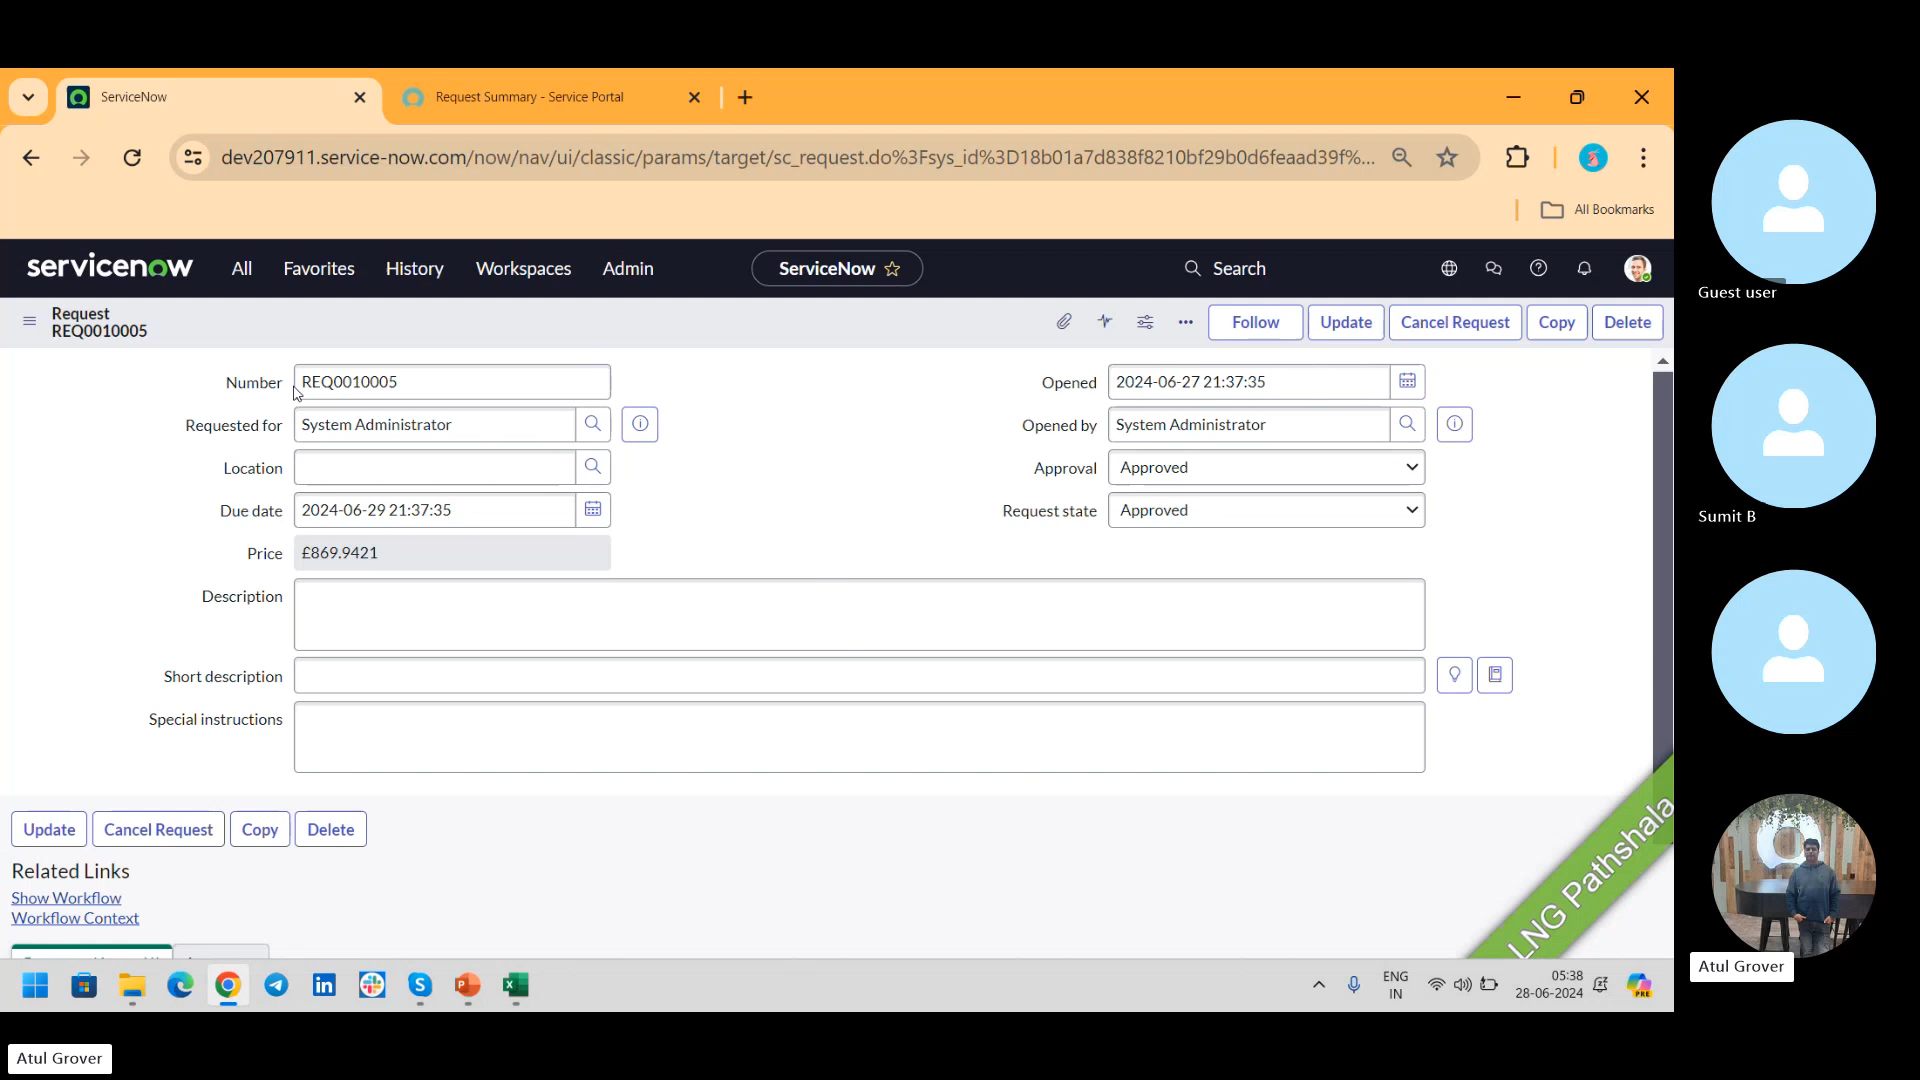 ServiceNow
Request Summary - Service Portal
dev207911.service-now.com/now/nav/ui/classic/params/target/sc_request.do%3Fsys_id%3D18b01a7d838f8210bf29b0d6feaad39f%...
All Bookmarks
servicenow
All
Favorites
History
Workspaces
Admin
ServiceNow
Search
Request
REQ0010005
Follow
Update
Cancel Request
Copy
Delete
Number REQ0010005
Opened 2024-06-27 21:37:35
Requested for System Administrator
Opened by System Administrator
Location
Approval Approved
Due date 2024-06-29 21:37:35
Request state Approved
Price £869.9421
Description
Short description
Special instructions
Update
Cancel Request
Copy
Delete
Related Links
Show Workflow
Workflow Context
LNG Pathshala
ENG
IN
05:38
28-06-2024
PRE
Guest user
Sumit B
Atul Grover
Atul Grover